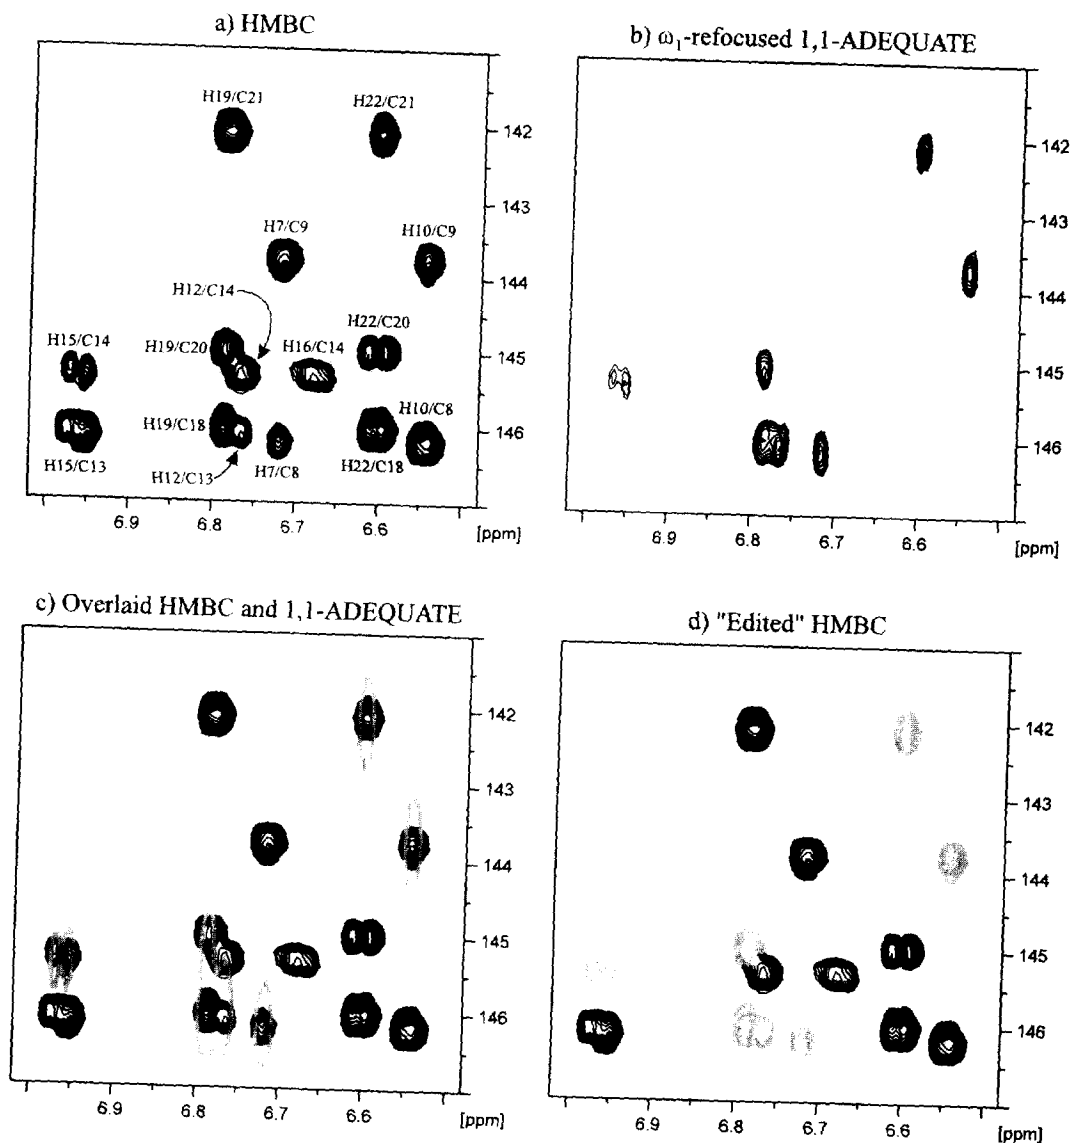 a) HMBC
H19/C21 H22/C21
H7/C9 H10/C9
H12/C14
H15/C14 H19/C20 H16/C14 H22/C20
H19/C18 H10/C8
H15/C13 H12/C13 H7/C8 H22/C18
142
143
144
145
146
6.9 6.8 6.7 6.6 [ppm]
b) ω₁-refocused 1,1-ADEQUATE
142
143
144
145
146
6.9 6.8 6.7 6.6 [ppm]
c) Overlaid HMBC and 1,1-ADEQUATE
142
143
144
145
146
6.9 6.8 6.7 6.6 [ppm]
d) "Edited" HMBC
142
143
144
145
146
6.9 6.8 6.7 6.6 [ppm]